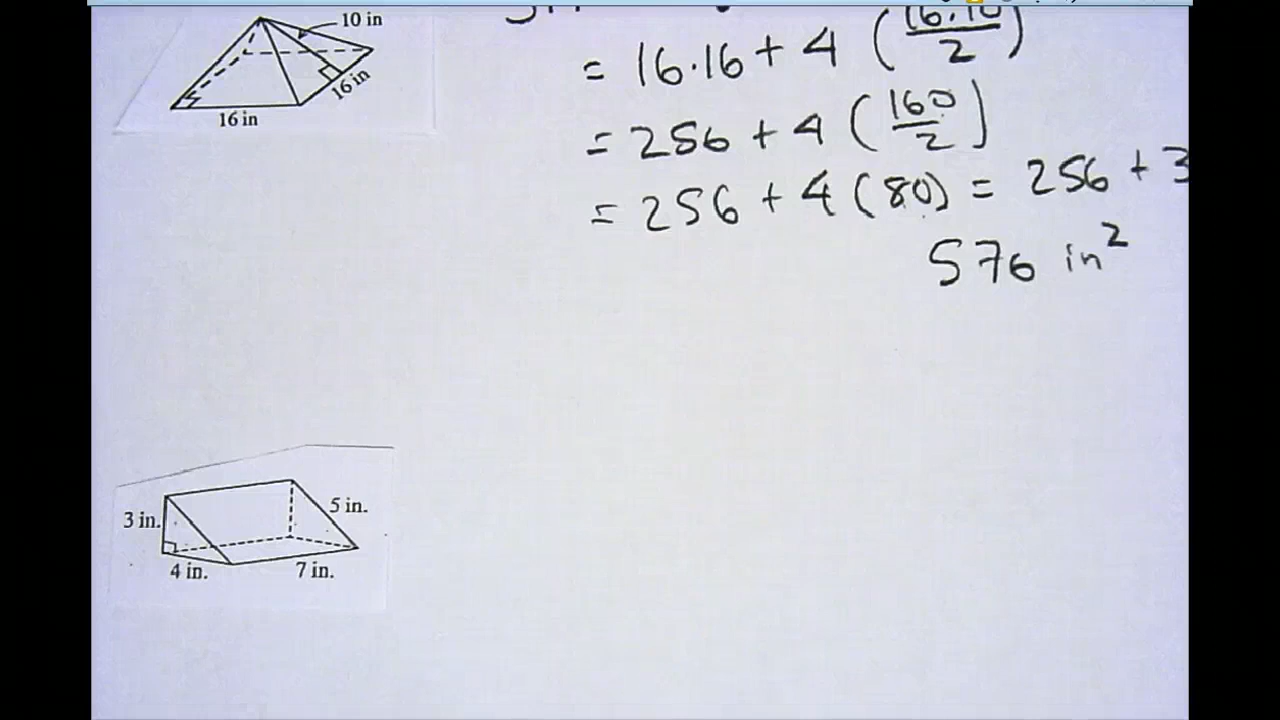 10 in
16 in
16 in
= 16.16 + 4 (16.10/2)
= 256 + 4 (160/2)
= 256 + 4 (80) = 256 + 3
576 in²
3 in.
5 in.
4 in.
7 in.